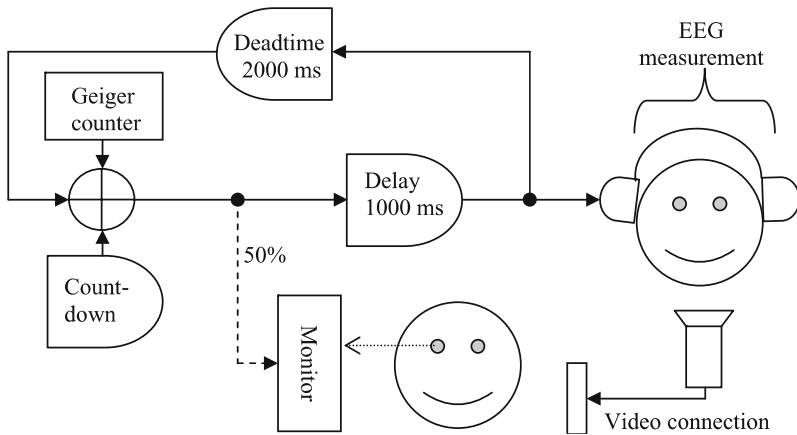 Deadtime
2000 ms
EEG
measurement
Geiger
counter
Delay
1000 ms
50%
Count-
down
Monitor
Video connection